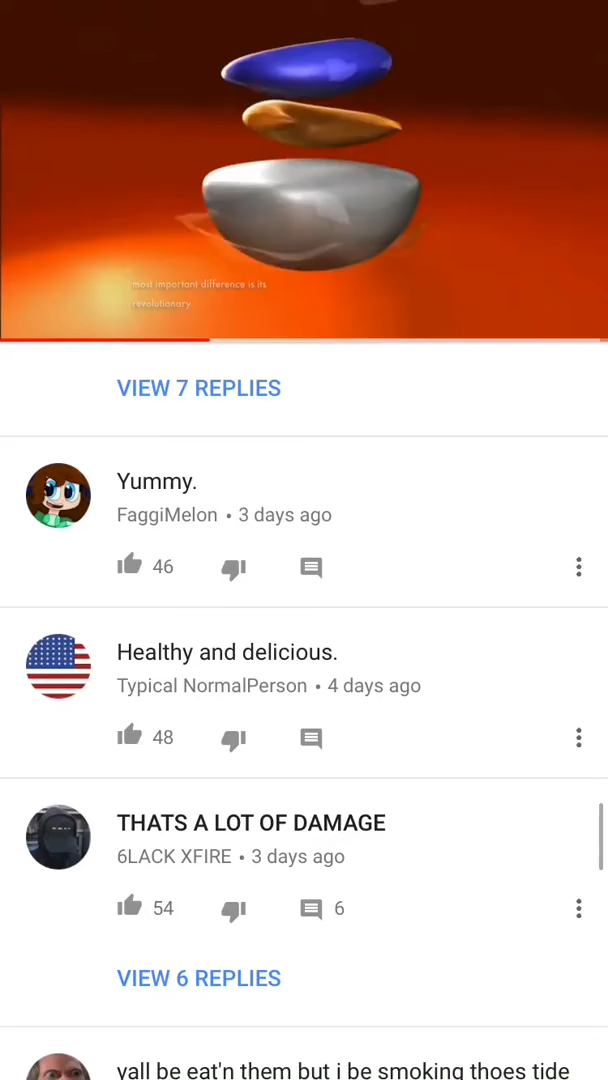 most important difference is its
revolutionary
VIEW 7 REPLIES
Yummy.
FaggiMelon • 3 days ago
46
Healthy and delicious.
Typical NormalPerson • 4 days ago
48
THATS A LOT OF DAMAGE
6LACK XFIRE • 3 days ago
54 6
VIEW 6 REPLIES
yall be eat'n them but i be smoking thoes tide